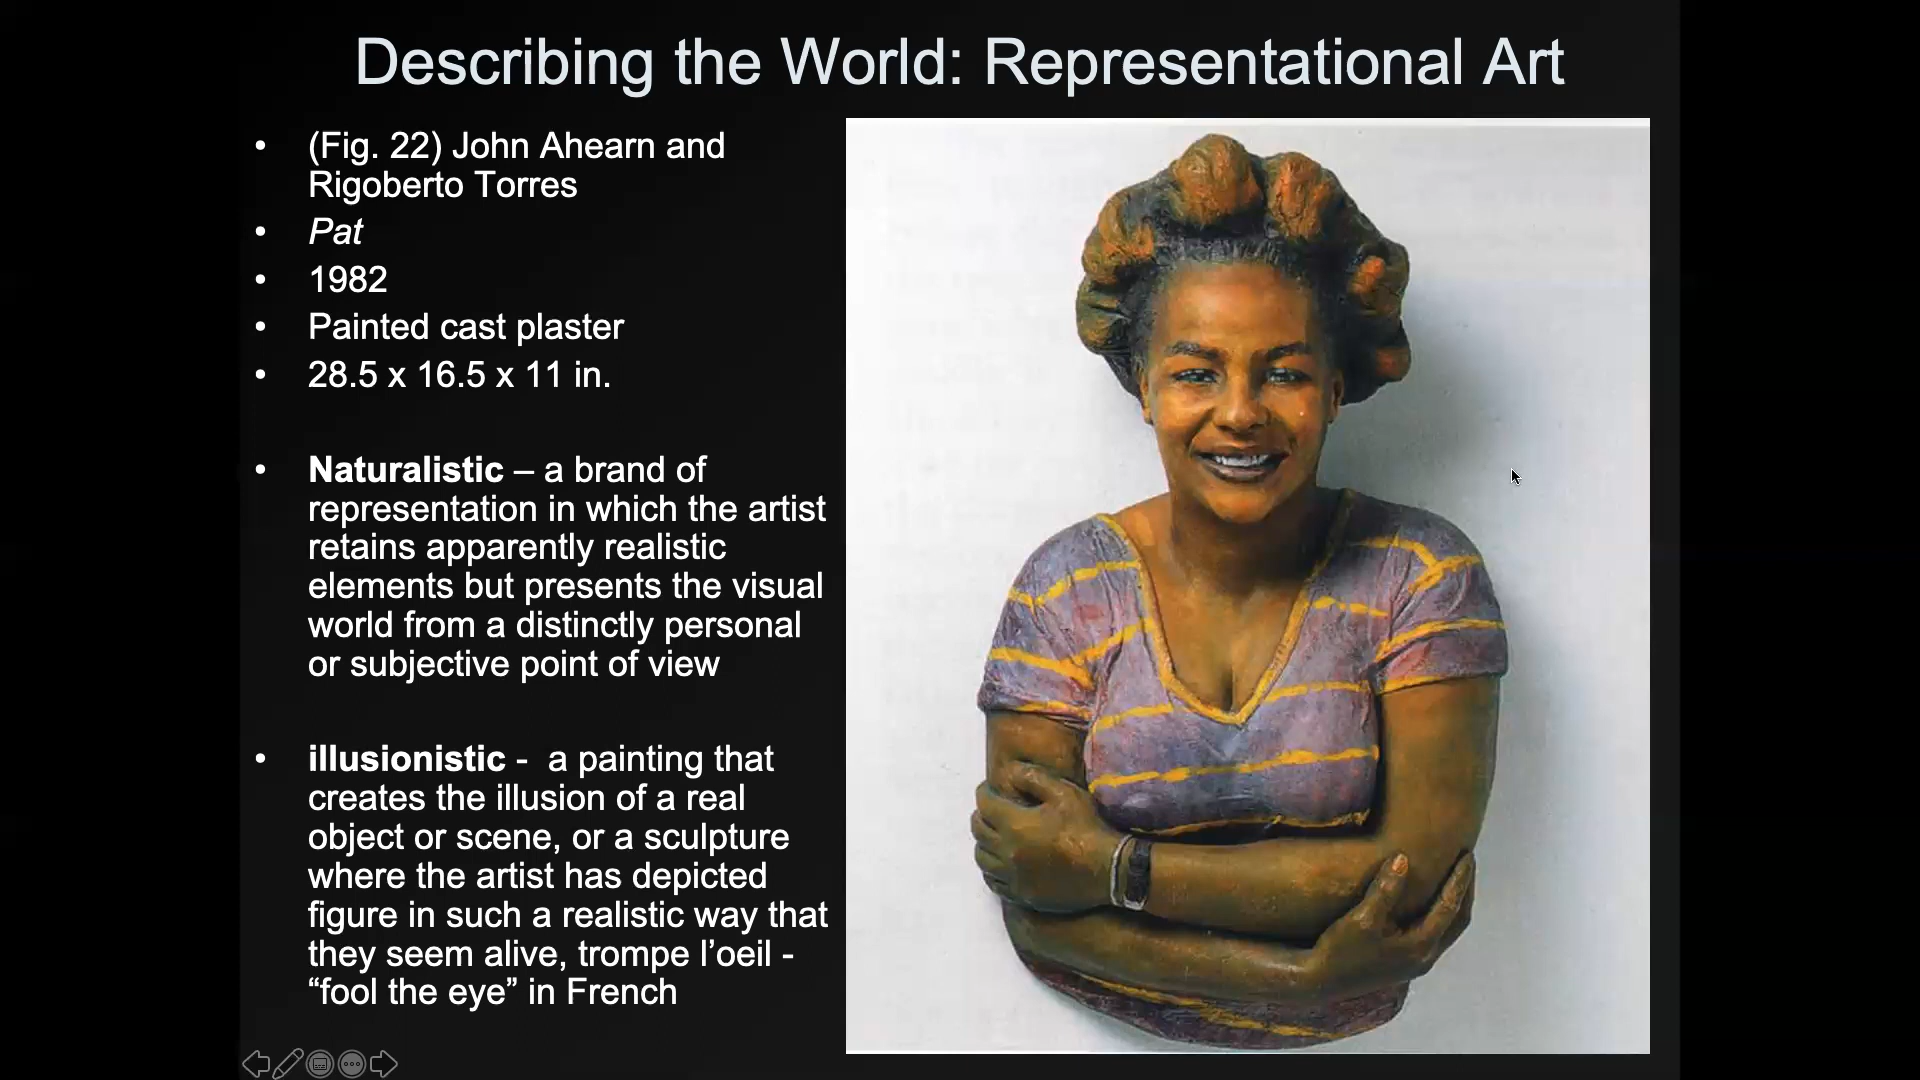 Describing the World: Representational Art
• (Fig. 22) John Ahearn and
Rigoberto Torres
• Pat
• 1982
• Painted cast plaster
• 28.5 x 16.5 x 11 in.
• Naturalistic – a brand of
representation in which the artist
retains apparently realistic
elements but presents the visual
world from a distinctly personal
or subjective point of view
• illusionistic -  a painting that
creates the illusion of a real
object or scene, or a sculpture
where the artist has depicted
figure in such a realistic way that
they seem alive, trompe l’oeil -
“fool the eye” in French